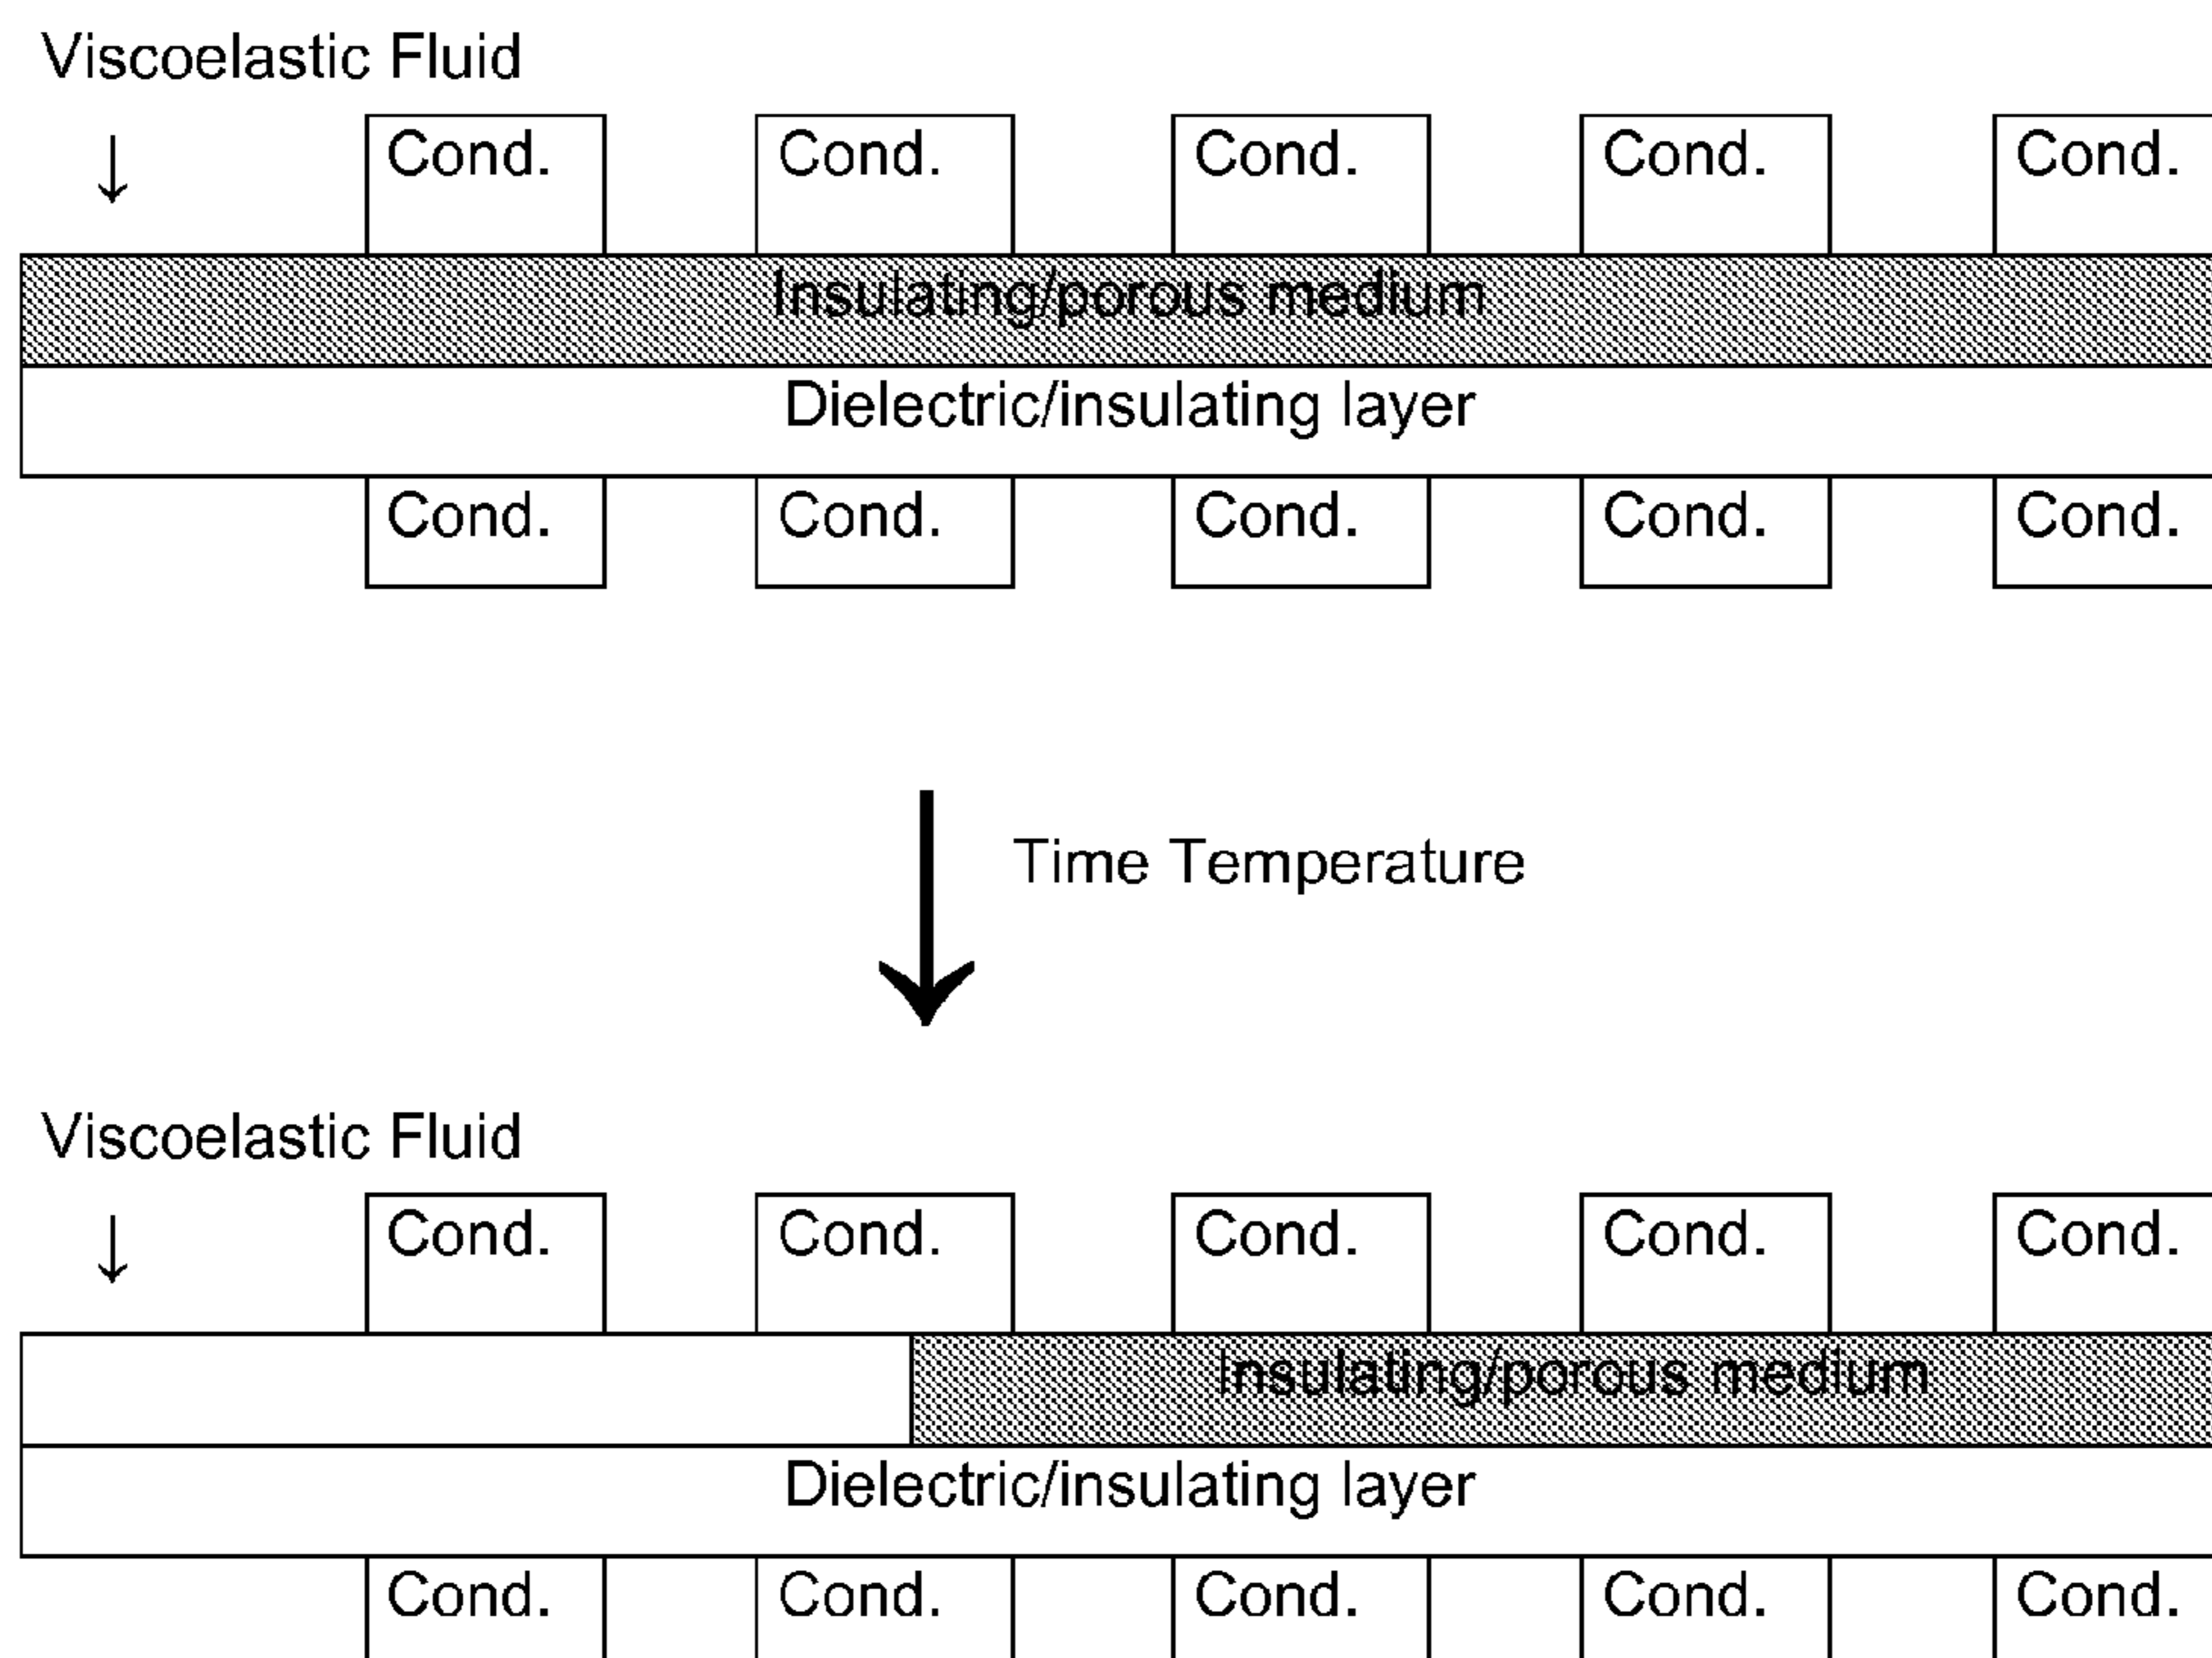 Viscoelastic Fluid
Cond. Cond. Cond. Cond. Cond.
Insulating/porous medium
Dielectric/insulating layer
Cond. Cond. Cond. Cond. Cond.
Time Temperature
Viscoelastic Fluid
Cond. Cond. Cond. Cond. Cond.
Insulating/porous medium
Dielectric/insulating layer
Cond. Cond. Cond. Cond. Cond.